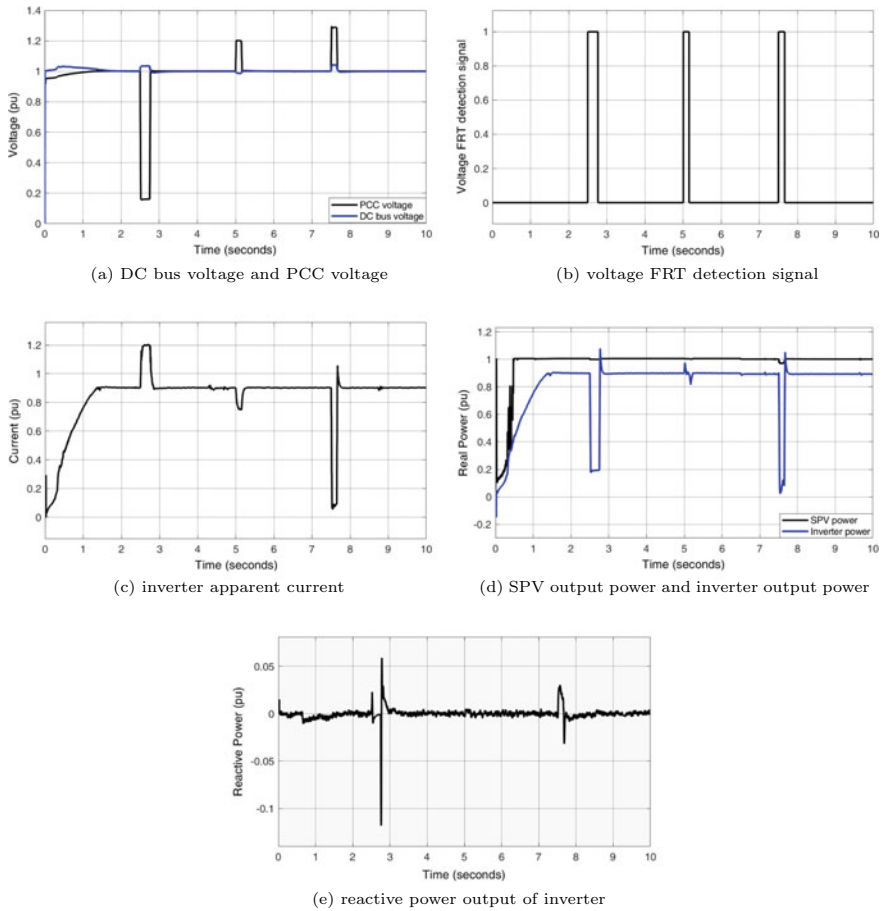 1.4
1.2
1
0.8
0.6
0.4
0.2
0
Voltage (pu)
PCC voltage
DC bus voltage
0 1 2 3 4 5 6 7 8 9 10
Time (seconds)
(a) DC bus voltage and PCC voltage
1
0.8
0.6
0.4
0.2
0
Voltage FRT detection signal
0 1 2 3 4 5 6 7 8 9 10
Time (seconds)
(b) voltage FRT detection signal
1.2
1
0.8
0.6
0.4
0.2
0
Current (pu)
0 1 2 3 4 5 6 7 8 9 10
Time (seconds)
(c) inverter apparent current
1.2
1
0.8
0.6
0.4
0.2
0
-0.2
Real Power (pu)
SPV power
Inverter power
0 1 2 3 4 5 6 7 8 9 10
Time (seconds)
(d) SPV output power and inverter output power
0.05
0
-0.05
-0.1
Reactive Power (pu)
0 1 2 3 4 5 6 7 8 9 10
Time (seconds)
(e) reactive power output of inverter